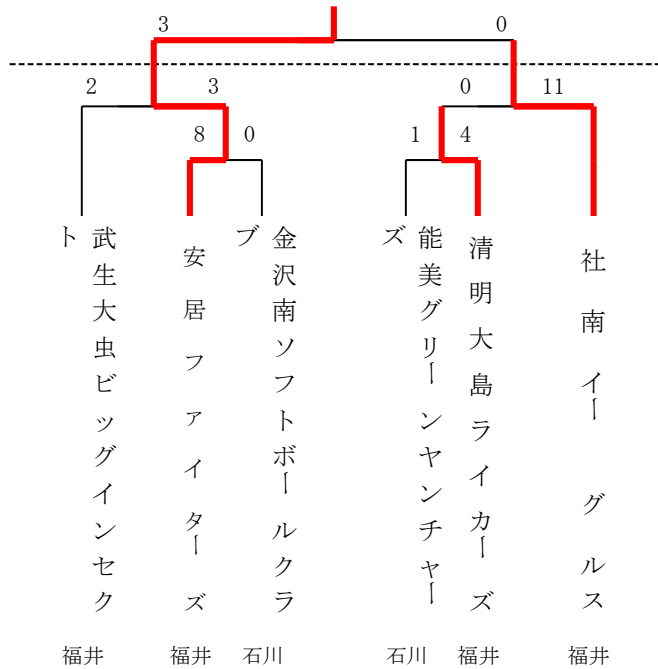 3 0
2 3 0 11
8 0 1 4
武生大虫ビッグインセクト
安居ファイターズ
金沢南ソフトボールクラブ
能美グリーンヤンチャーズ
清明大島ライカーズ
社南イーグルス
福井 福井 石川 石川 福井 福井